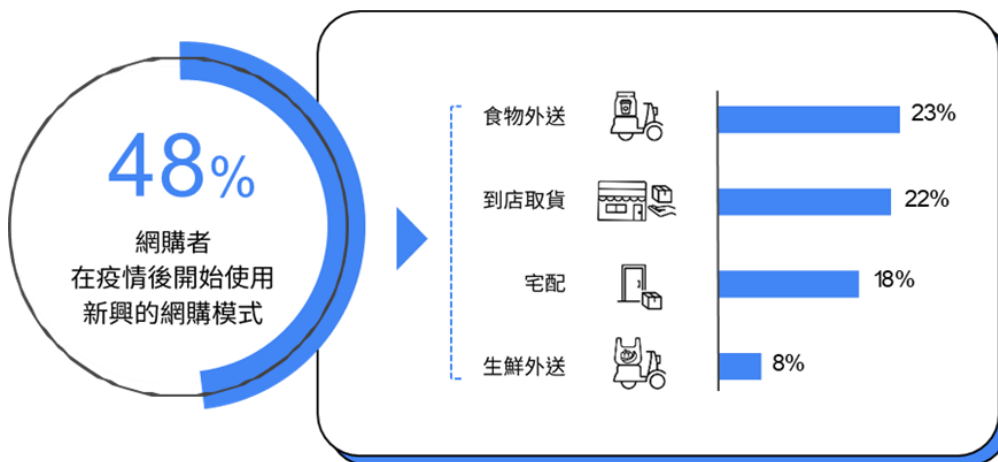 48%
網購者
在疫情後開始使用
新興的網購模式
食物外送 23%
到店取貨 22%
宅配 18%
生鮮外送 8%